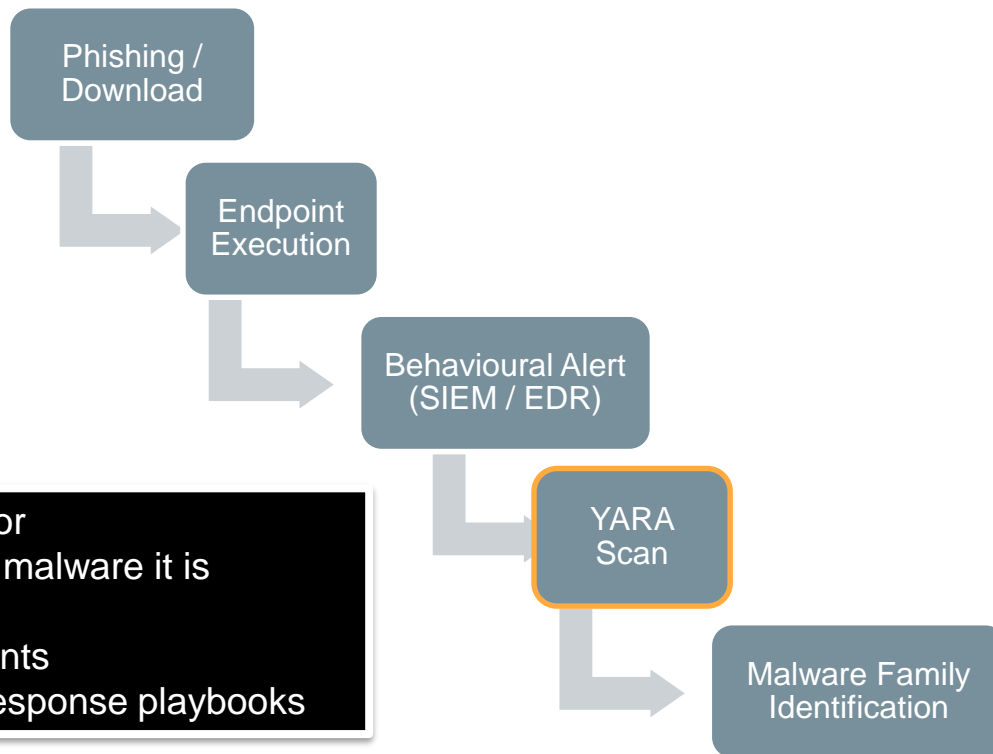 Phishing /
Download
Endpoint
Execution
Behavioural Alert
(SIEM / EDR)
YARA
Scan
Malware Family
Identification
or
malware it is
nts
esponse playbooks